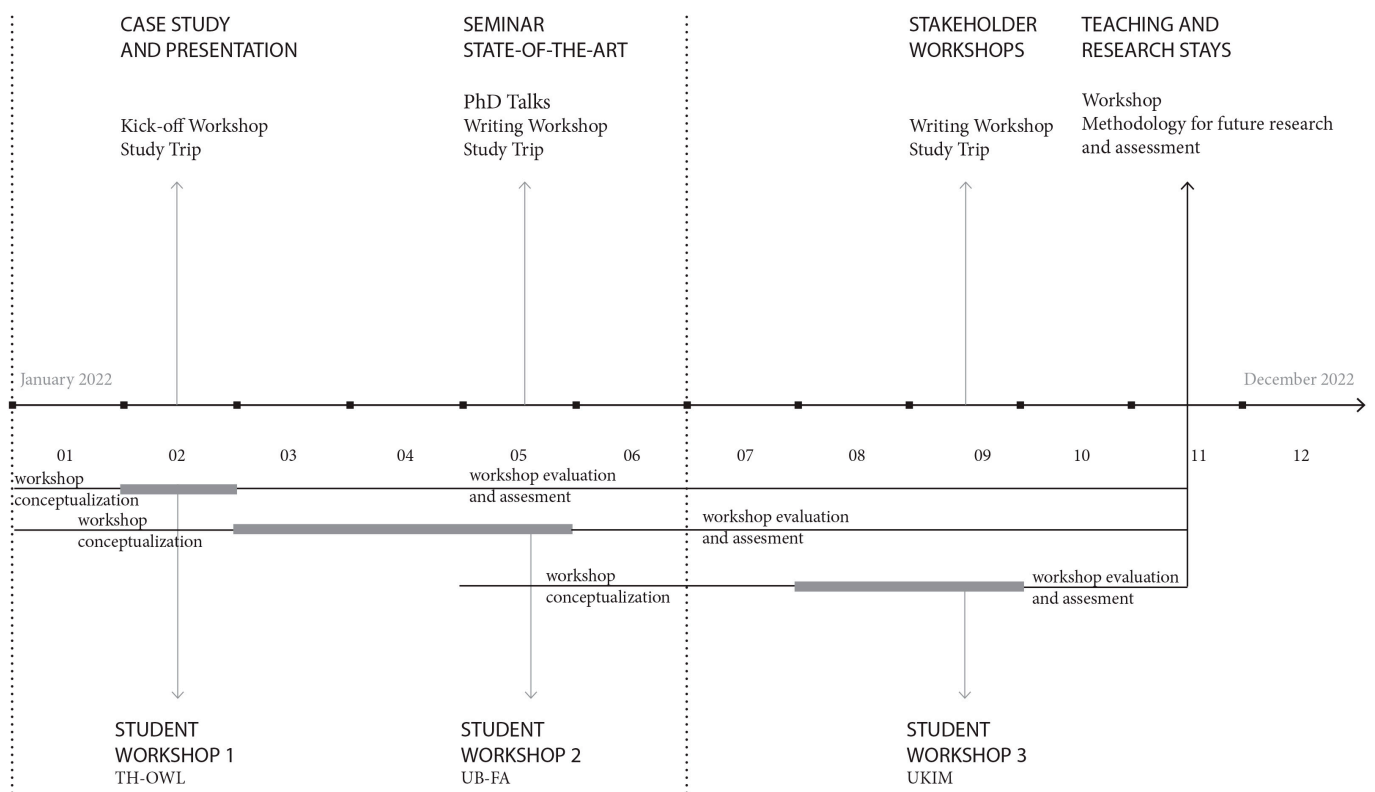 CASE STUDY
AND PRESENTATION
Kick-off Workshop
Study Trip
SEMINAR
STATE-OF-THE-ART
PhD Talks
Writing Workshop
Study Trip
STAKEHOLDER
WORKSHOPS
Writing Workshop
Study Trip
TEACHING AND
RESEARCH STAYS
Workshop
Methodology for future research
and assessment
January 2022
December 2022
01 02 03 04 05 06 07 08 09 10 11 12
workshop
conceptualization
workshop evaluation
and assesment
workshop
conceptualization
workshop evaluation
and assesment
workshop
conceptualization
workshop evaluation
and assesment
STUDENT
WORKSHOP 1
TH-OWL
STUDENT
WORKSHOP 2
UB-FA
STUDENT
WORKSHOP 3
UKIM